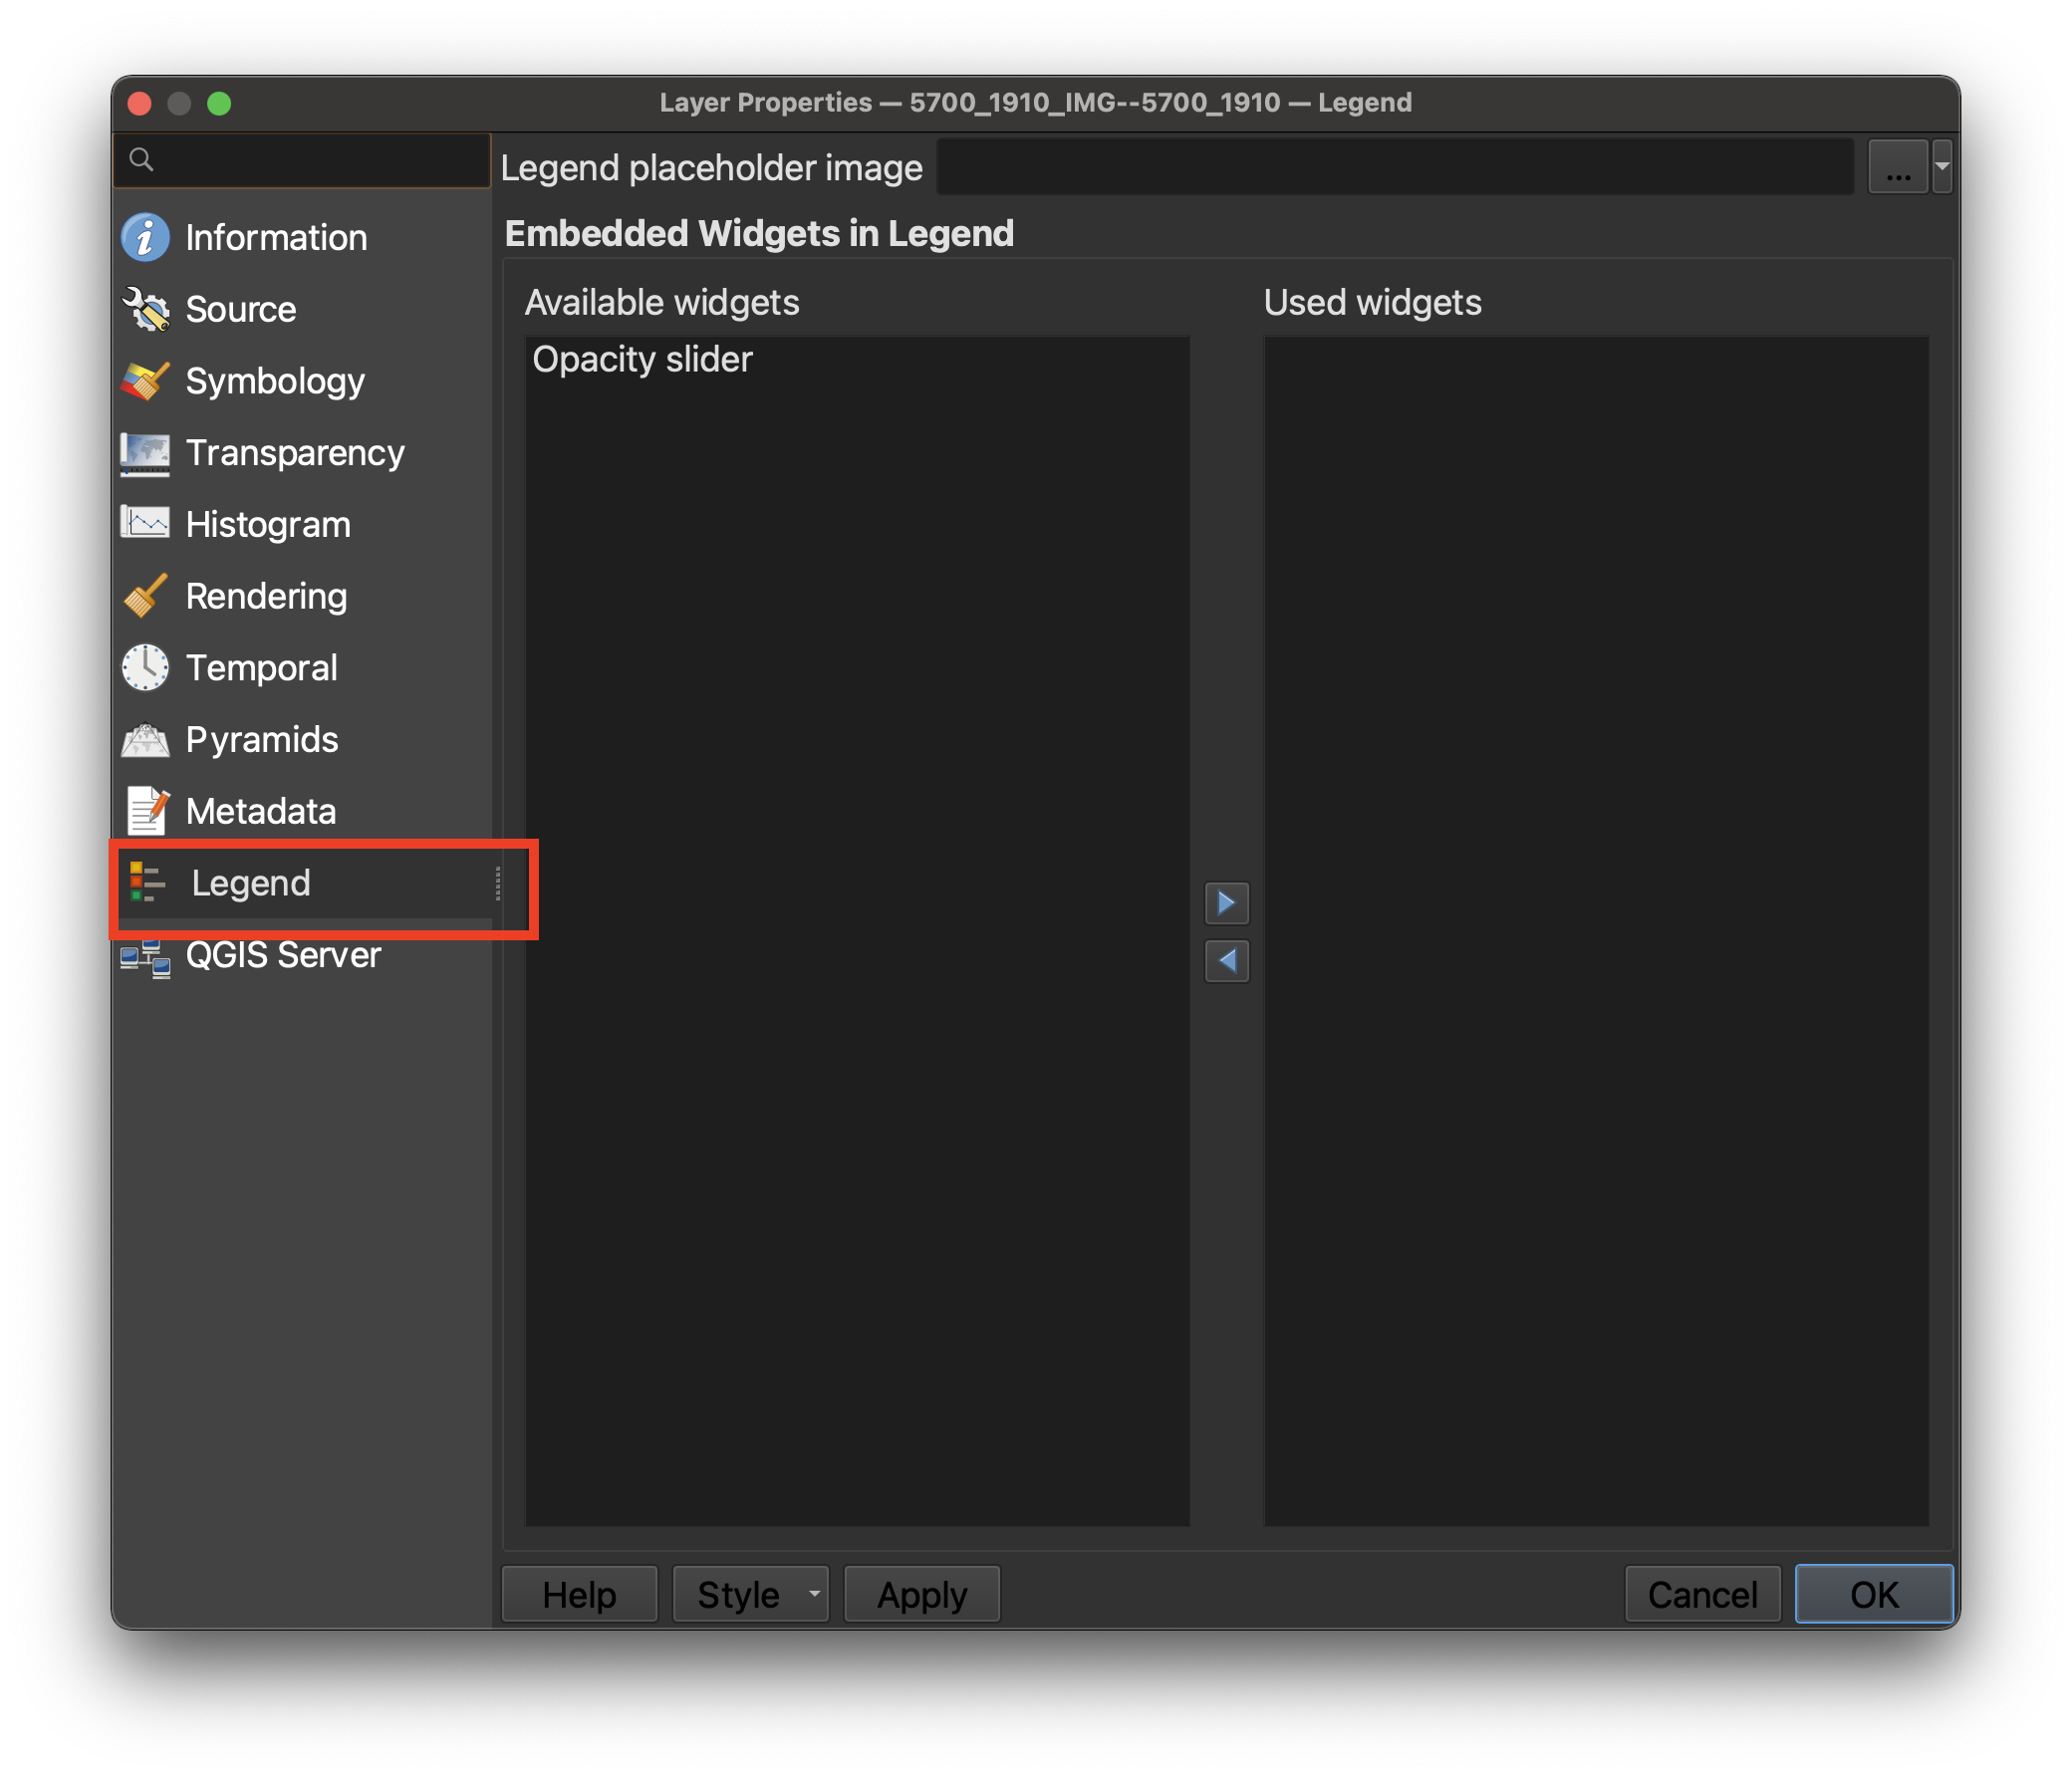 Layer Properties — 5700_1910_IMG--5700_1910 — Legend
Legend placeholder image
...
Information
Source
Symbology
Transparency
Histogram
Rendering
Temporal
Pyramids
Metadata
Legend
QGIS Server
Embedded Widgets in Legend
Available widgets
Used widgets
Opacity slider
Help
Style
Apply
Cancel
OK